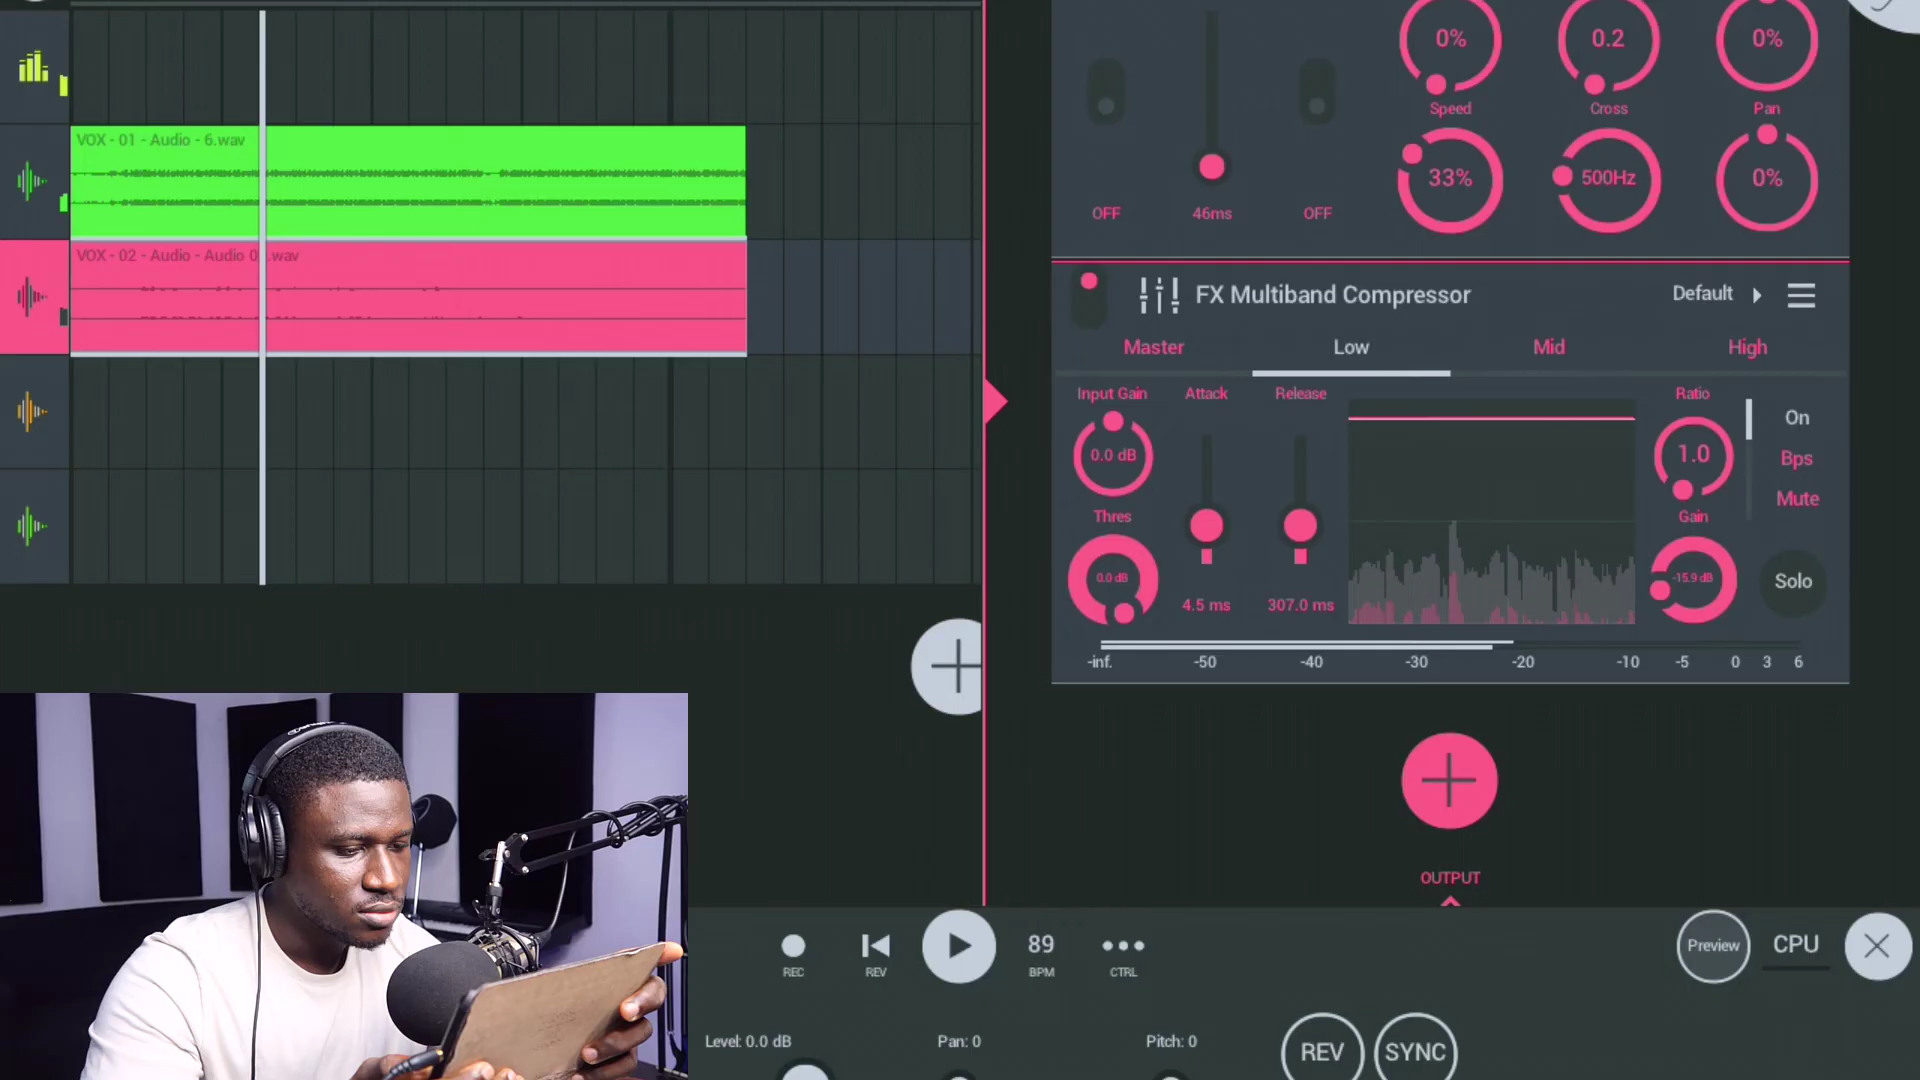 VOX - 01 - Audio - 6.wav
VOX - 02 - Audio - Audio 0 .wav
0%
0.2
0%
Speed
Cross
Pan
33%
500Hz
0%
OFF
46ms
OFF
FX Multiband Compressor
Default
Master
Low
Mid
High
Input Gain
Attack
Release
Ratio
0.0 dB
1.0
On
Bps
Mute
Thres
Gain
0.0 dB
-15.9 dB
Solo
4.5 ms
307.0 ms
-inf. -50 -40 -30 -20 -10 -5 0 3 6
OUTPUT
REC
REV
89
BPM
CTRL
Preview
CPU
Level: 0.0 dB
Pan: 0
Pitch: 0
REV
SYNC